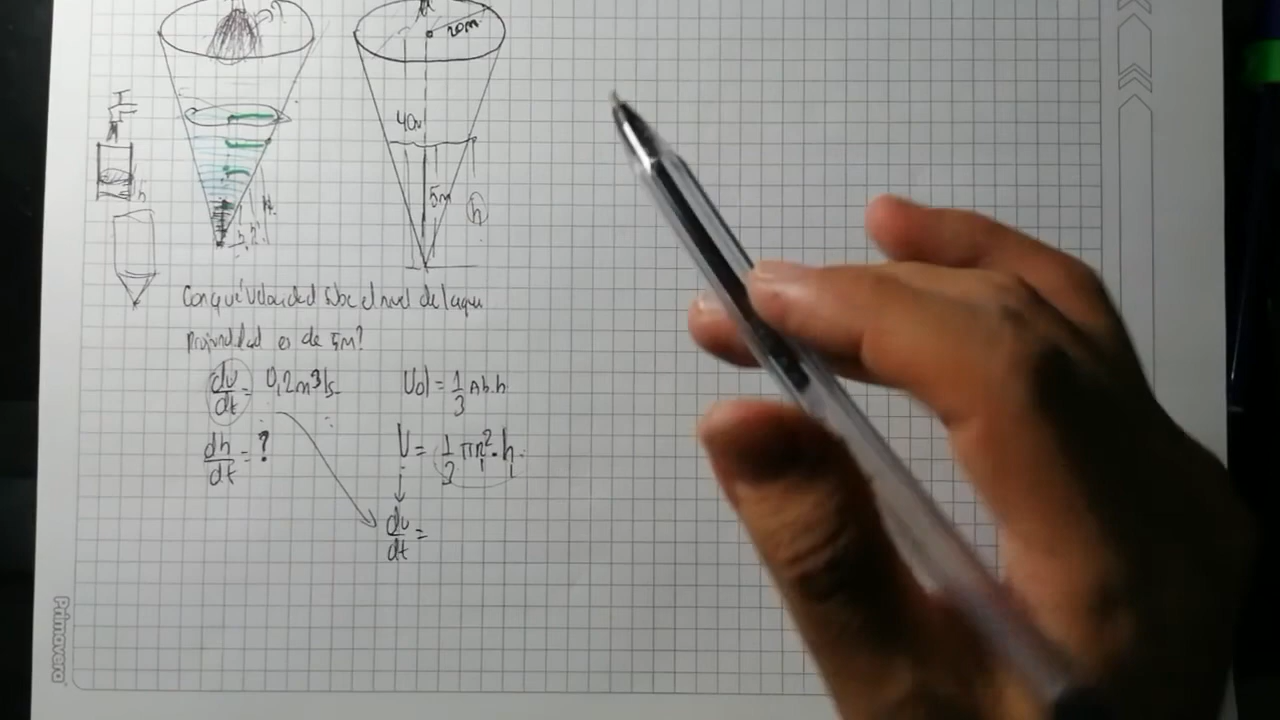 20m
40m
5m
h
h
Con qué velocidad sube el nivel del agua
profundidad es de 5m?
dv/dt = 0,2m³/s
Vol = 1/3 Ab.h
dh/dt = ?
V = 1/3 πr².h
dv/dt =
Primavera